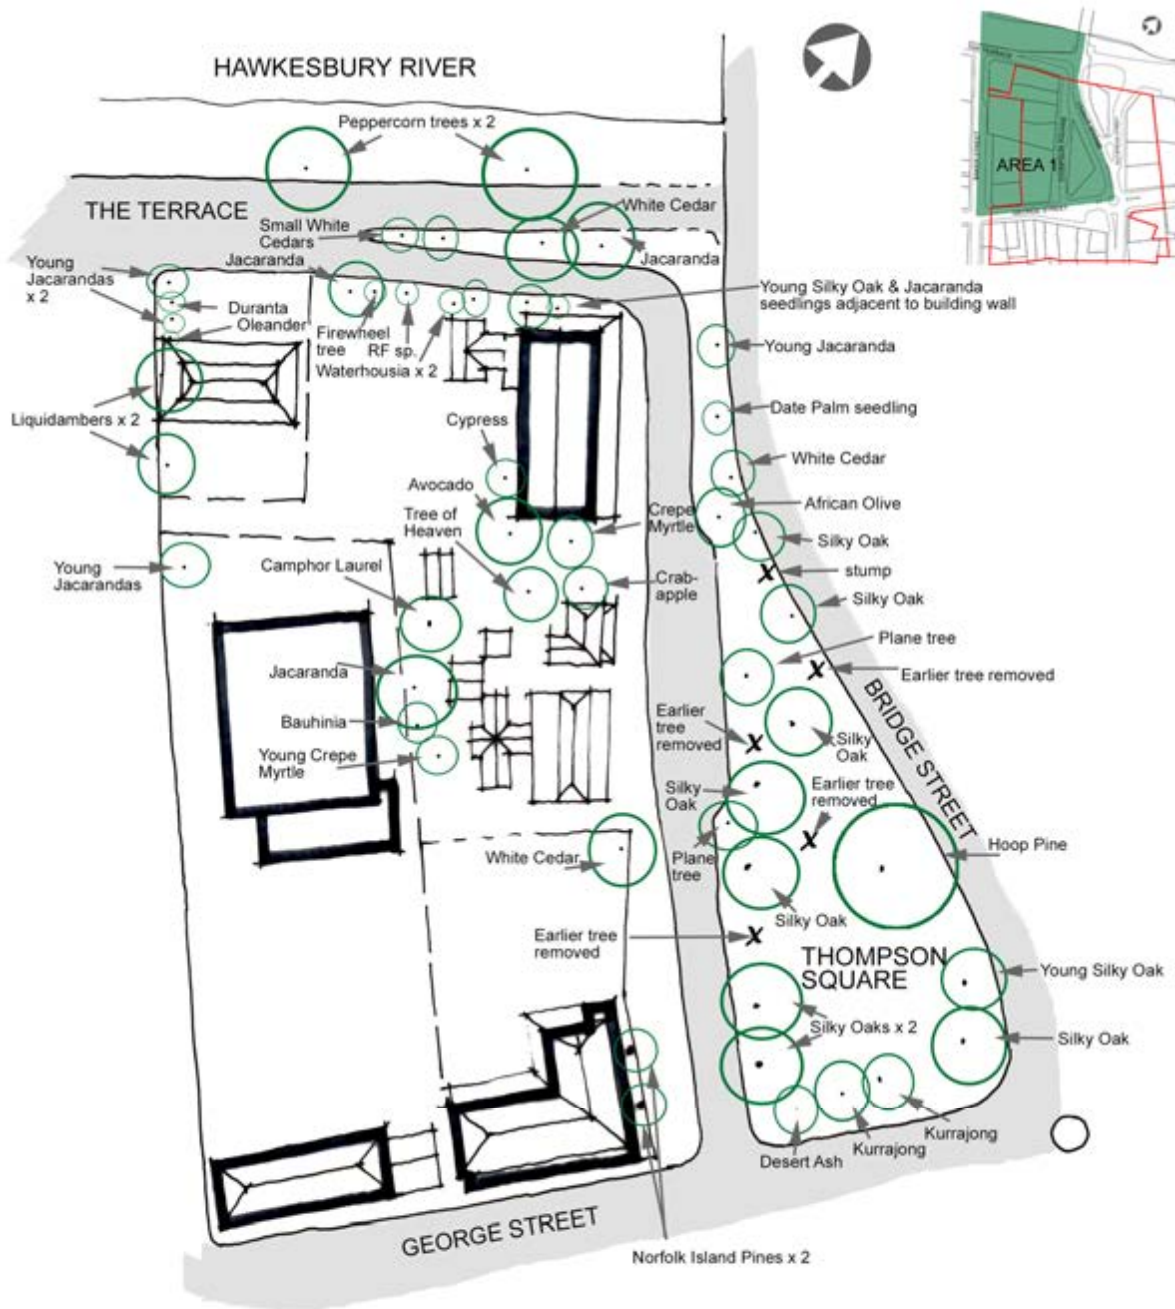 HAWKESBURY RIVER
Peppercorn trees x 2
AREA 1
THE TERRACE
White Cedar
Small White
Cedars
Jacaranda
Jacaranda
Young
Jacarandas
x 2
Duranta
Oleander
Firewheel
tree
RF sp.
Waterhousia x 2
Young Silky Oak & Jacaranda
seedlings adjacent to building wall
Young Jacaranda
Liquidambers x 2
Date Palm seedling
Cypress
White Cedar
Avocado
African Olive
Tree of
Heaven
Crepe
Myrtle
Silky Oak
Young
Jacarandas
Camphor Laurel
Crab-
apple
stump
Silky Oak
Plane tree
Jacaranda
Earlier tree removed
Bauhinia
Earlier
tree
removed
Silky
Oak
BRIDGE STREET
Young Crepe
Myrtle
Silky
Oak
Earlier tree
removed
Hoop Pine
White Cedar
Plane
tree
Silky Oak
Earlier tree
removed
THOMPSON
SQUARE
Young Silky Oak
Silky Oaks x 2
Silky Oak
Kurrajong
Kurrajong
Desert Ash
GEORGE STREET
Norfolk Island Pines x 2